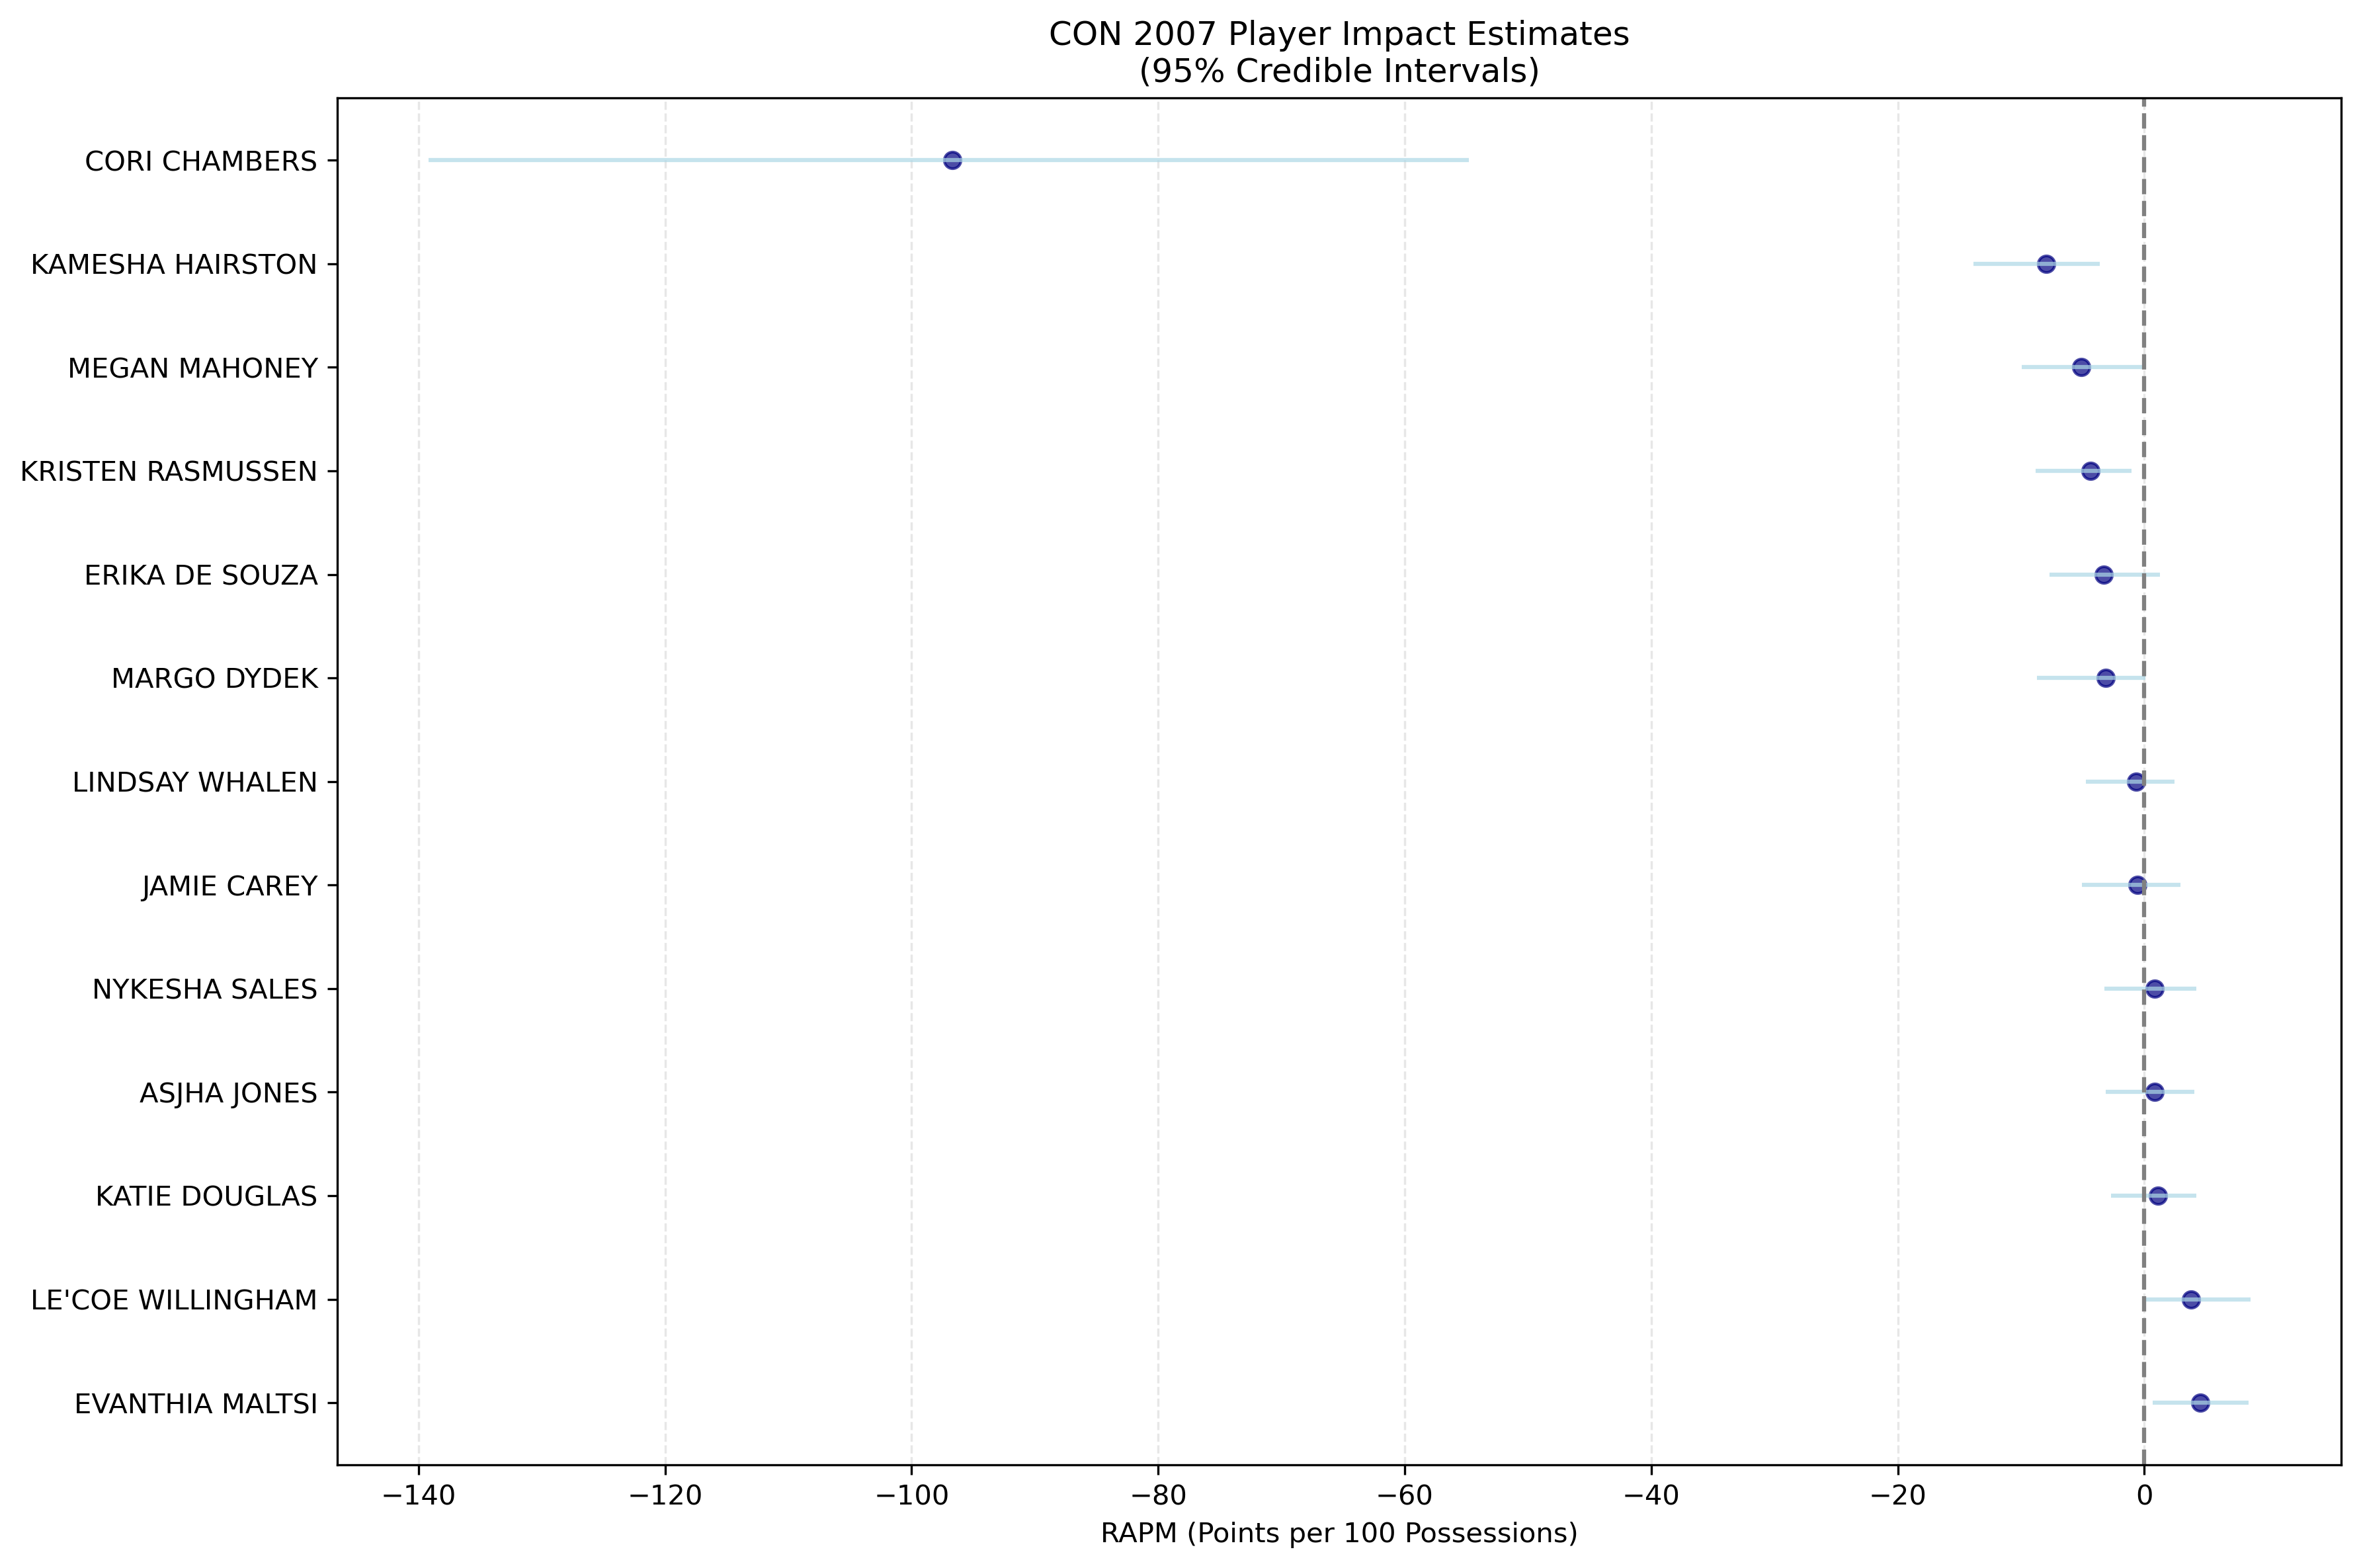 CON 2007 Player Impact Estimates
(95% Credible Intervals)
CORI CHAMBERS
KAMESHA HAIRSTON
MEGAN MAHONEY
KRISTEN RASMUSSEN
ERIKA DE SOUZA
MARGO DYDEK
LINDSAY WHALEN
JAMIE CAREY
NYKESHA SALES
ASJHA JONES
KATIE DOUGLAS
LE'COE WILLINGHAM
EVANTHIA MALTSI
−140 −120 −100 −80 −60 −40 −20 0
RAPM (Points per 100 Possessions)